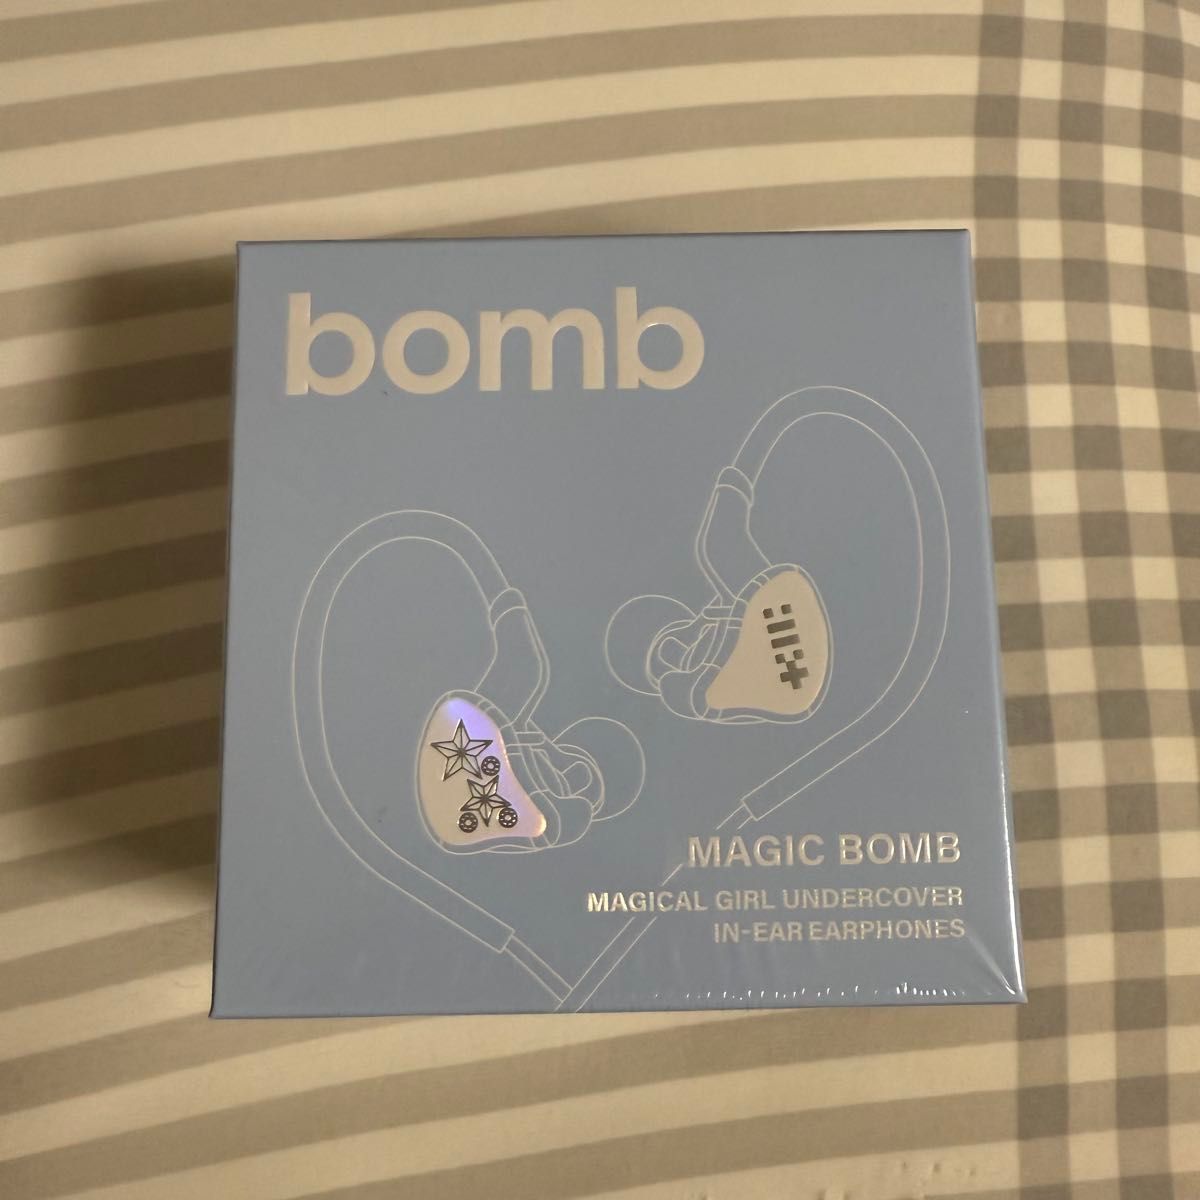 bomb
MAGIC BOMB
MAGICAL GIRL UNDERCOVER
IN-EAR EARPHONES